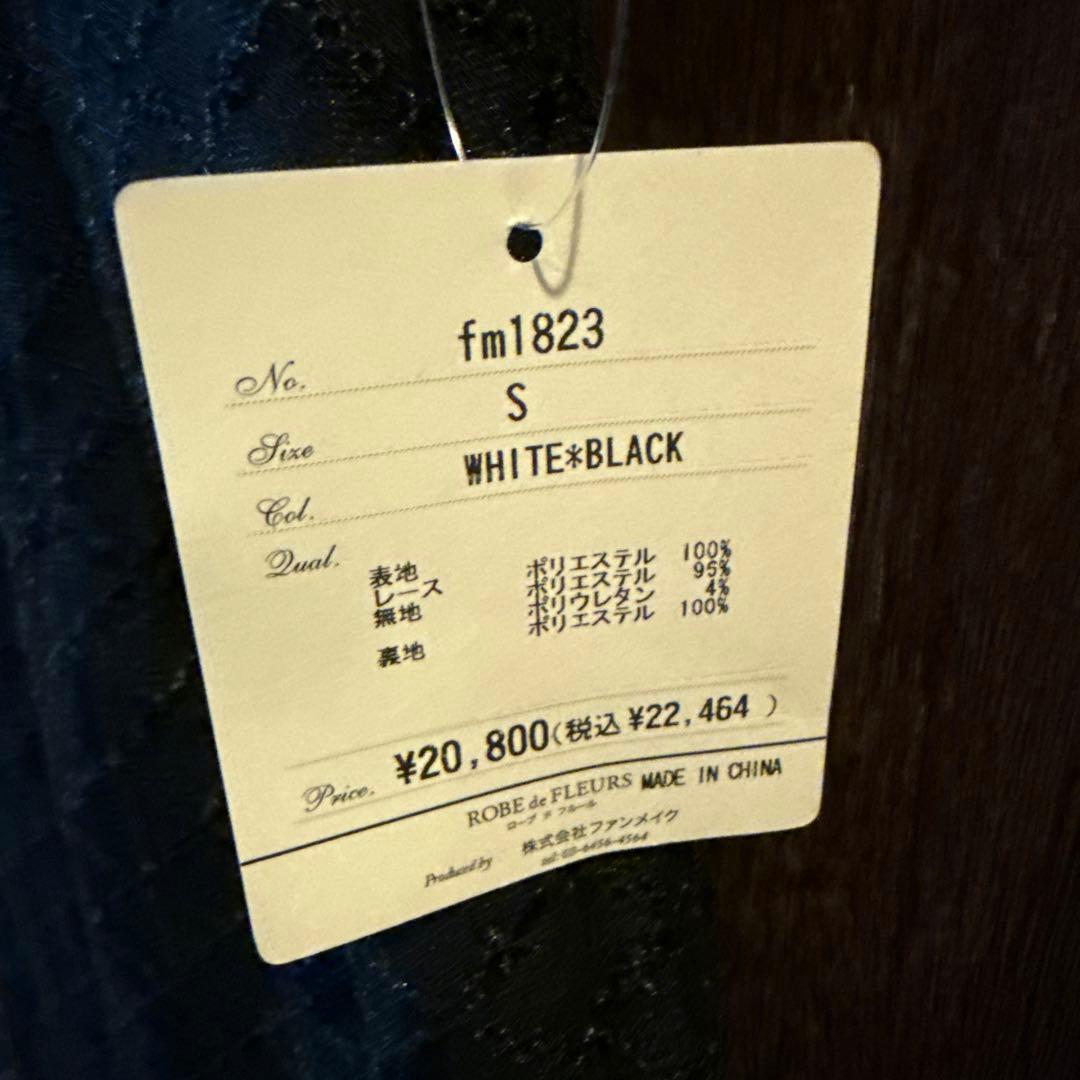 No. fm1823
Size S
Col. WHITE*BLACK
Qual.
表地 ポリエステル 100%
レース ポリエステル 95%
無地 ポリウレタン 4%
裏地 ポリエステル 100%
Price. ¥20,800(税込 ¥22,464 )
ROBE de FLEURS MADE IN CHINA
ローブ ド フルール
Produced by 株式会社ファンメイク
tel: 03-6456-4564